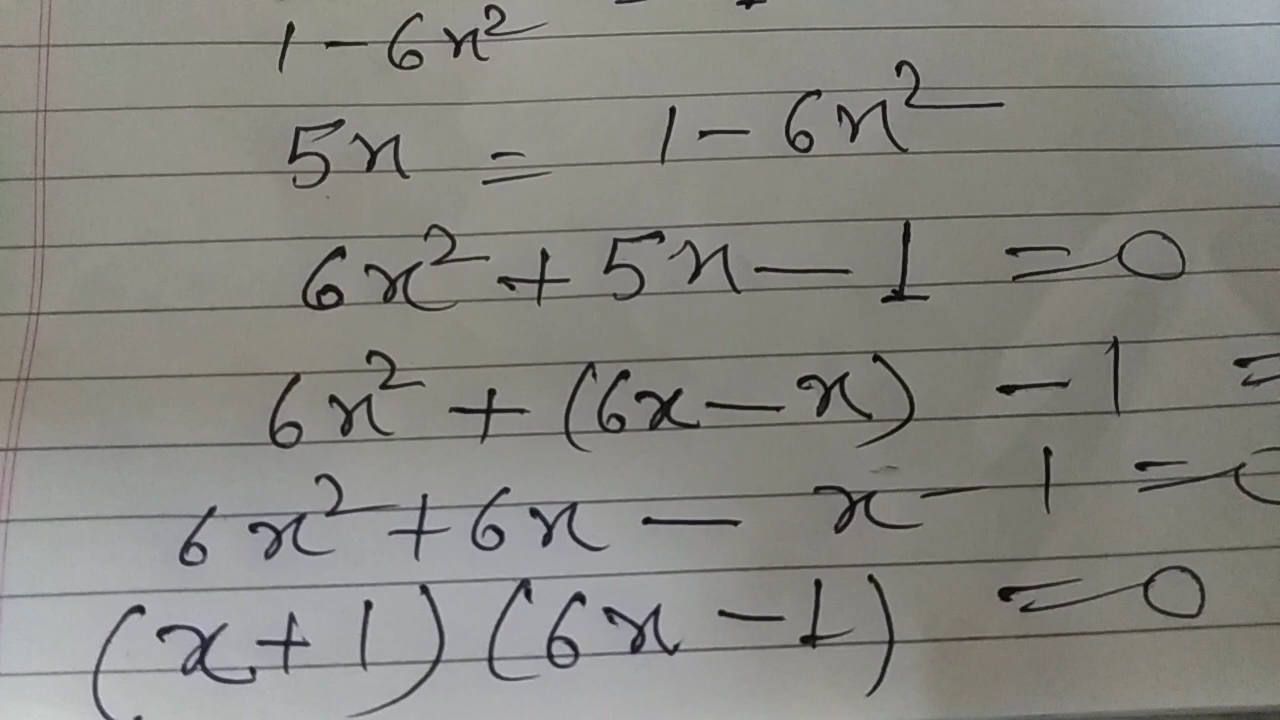 1 - 6x²
5x = 1 - 6x²
6x² + 5x - 1 = 0
6x² + (6x - x) - 1 =
6x² + 6x - x - 1 = 0
(x + 1) (6x - 1) = 0